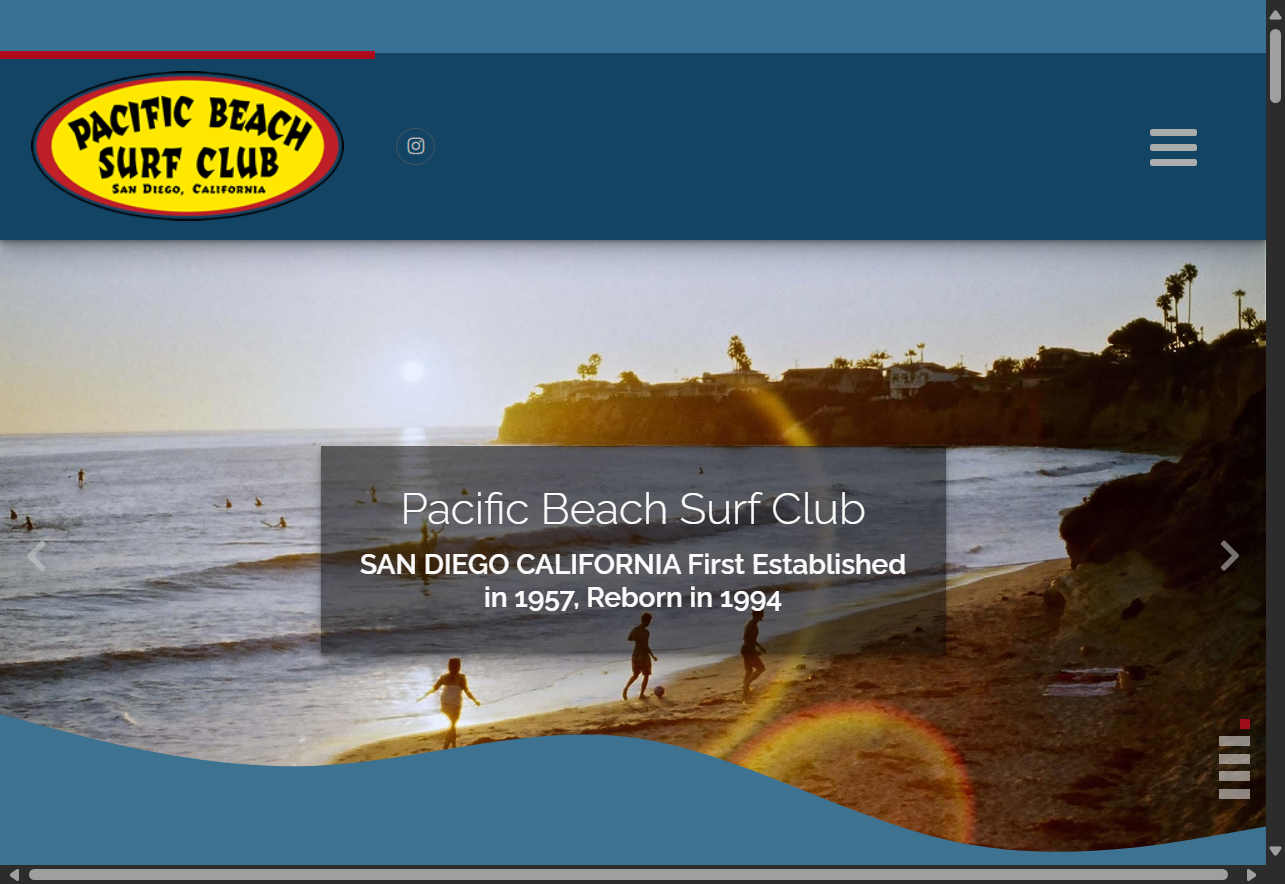 PACIFIC BEACH
SURF CLUB
SAN DIEGO, CALIFORNIA
Pacific Beach Surf Club
SAN DIEGO CALIFORNIA First Established
in 1957, Reborn in 1994